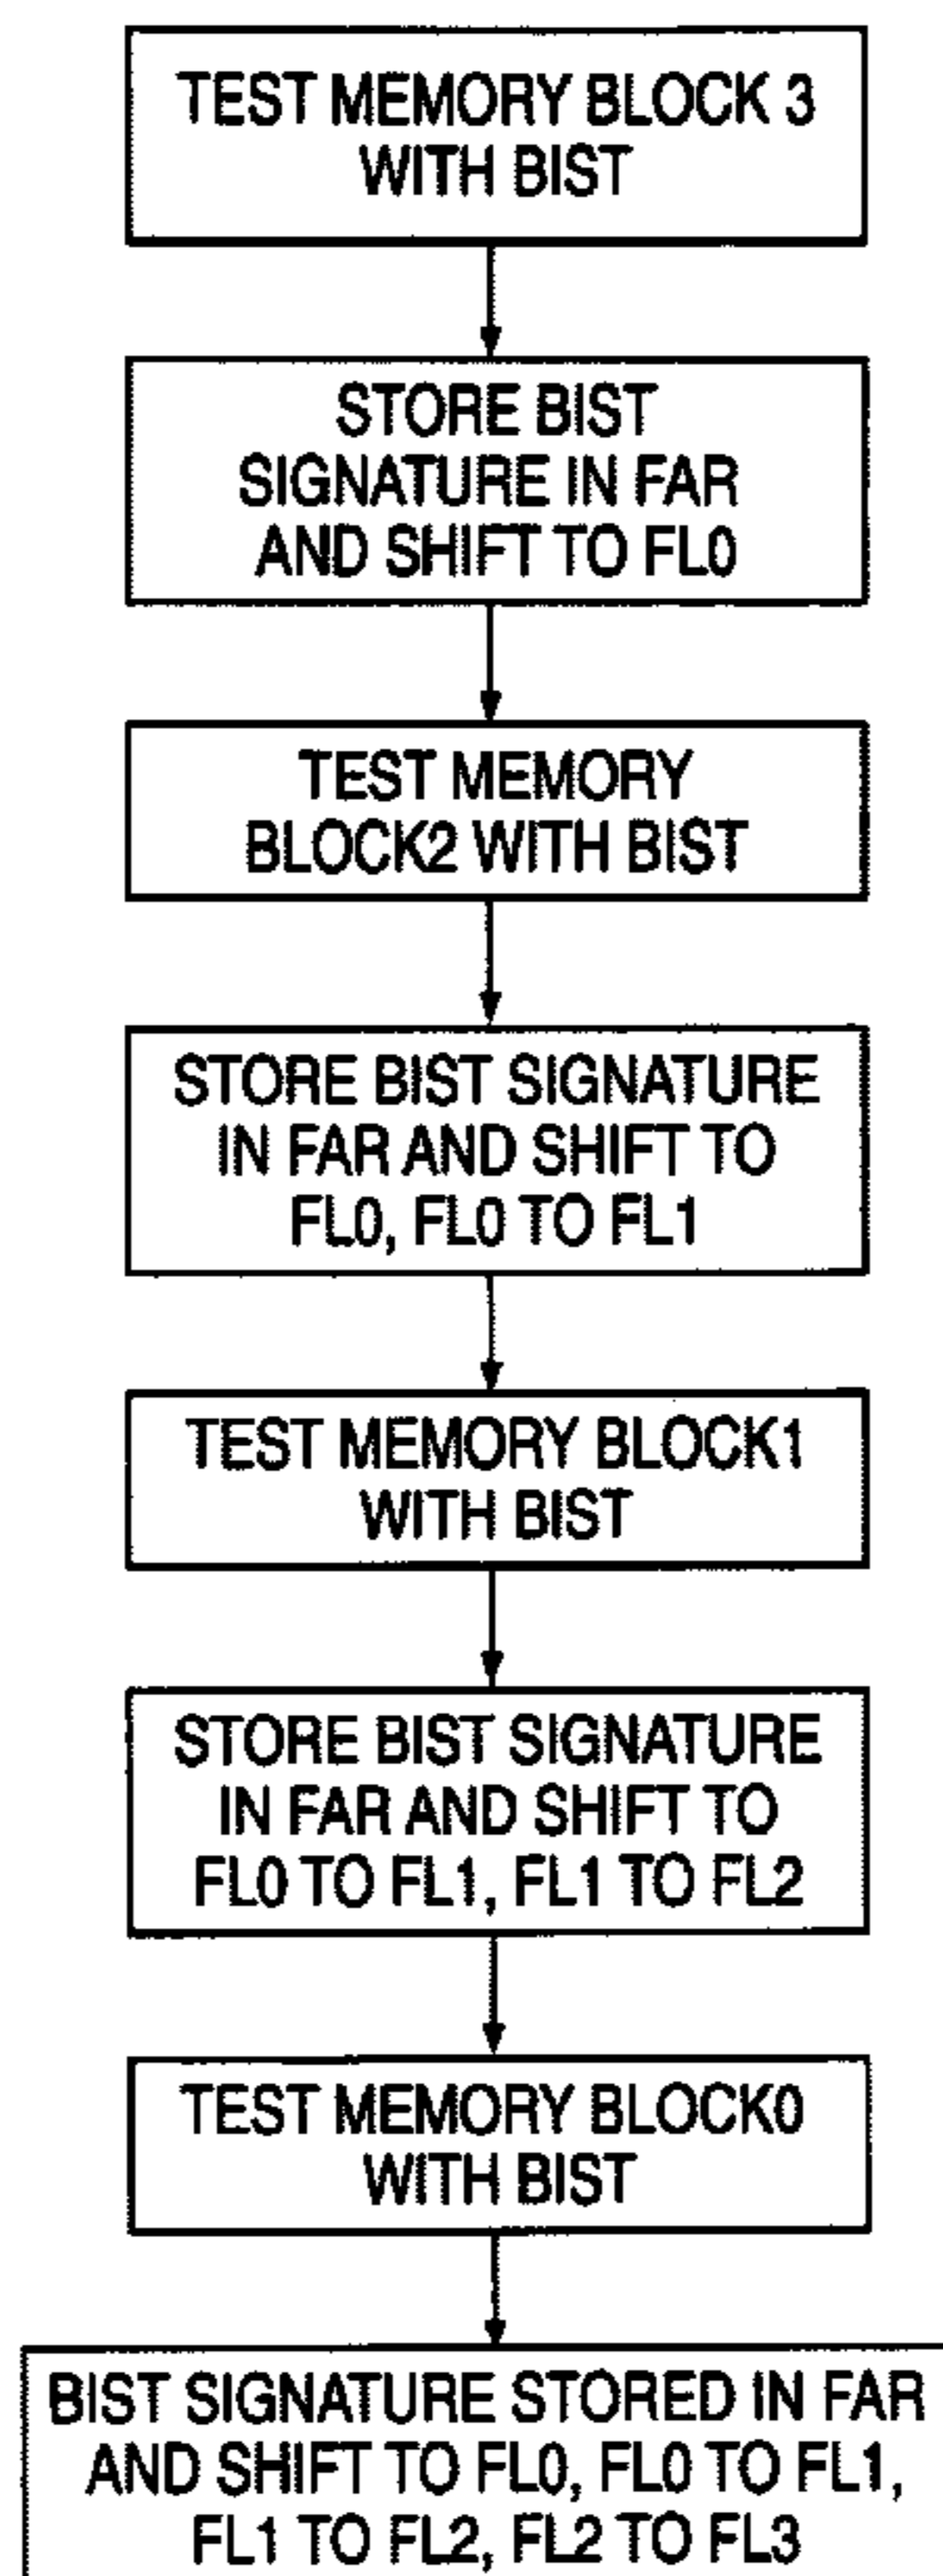 TEST MEMORY BLOCK 3
WITH BIST
STORE BIST
SIGNATURE IN FAR
AND SHIFT TO FL0
TEST MEMORY
BLOCK2 WITH BIST
STORE BIST SIGNATURE
IN FAR AND SHIFT TO
FL0, FL0 TO FL1
TEST MEMORY BLOCK1
WITH BIST
STORE BIST SIGNATURE
IN FAR AND SHIFT TO
FL0 TO FL1, FL1 TO FL2
TEST MEMORY BLOCK0
WITH BIST
BIST SIGNATURE STORED IN FAR
AND SHIFT TO FL0, FL0 TO FL1,
FL1 TO FL2, FL2 TO FL3